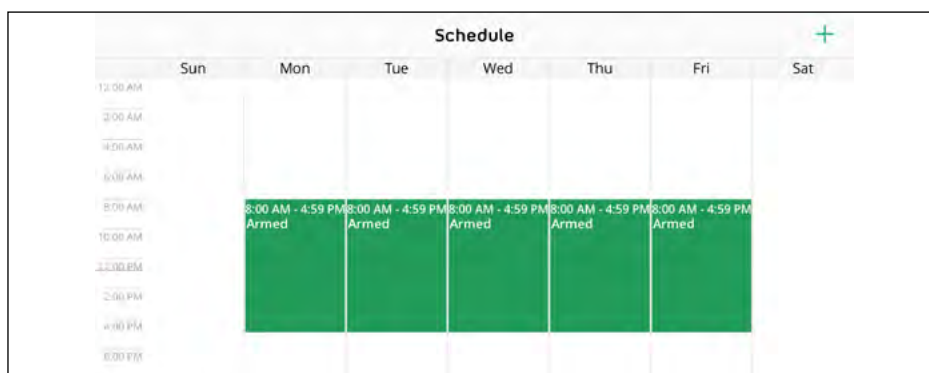 Schedule
+
Sun Mon Tue Wed Thu Fri Sat
12:00 AM
2:00 AM
4:00 AM
6:00 AM
8:00 AM
8:00 AM - 4:59 PM 8:00 AM - 4:59 PM 8:00 AM - 4:59 PM 8:00 AM - 4:59 PM 8:00 AM - 4:59 PM
Armed Armed Armed Armed Armed
10:00 AM
12:00 PM
2:00 PM
4:00 PM
6:00 PM